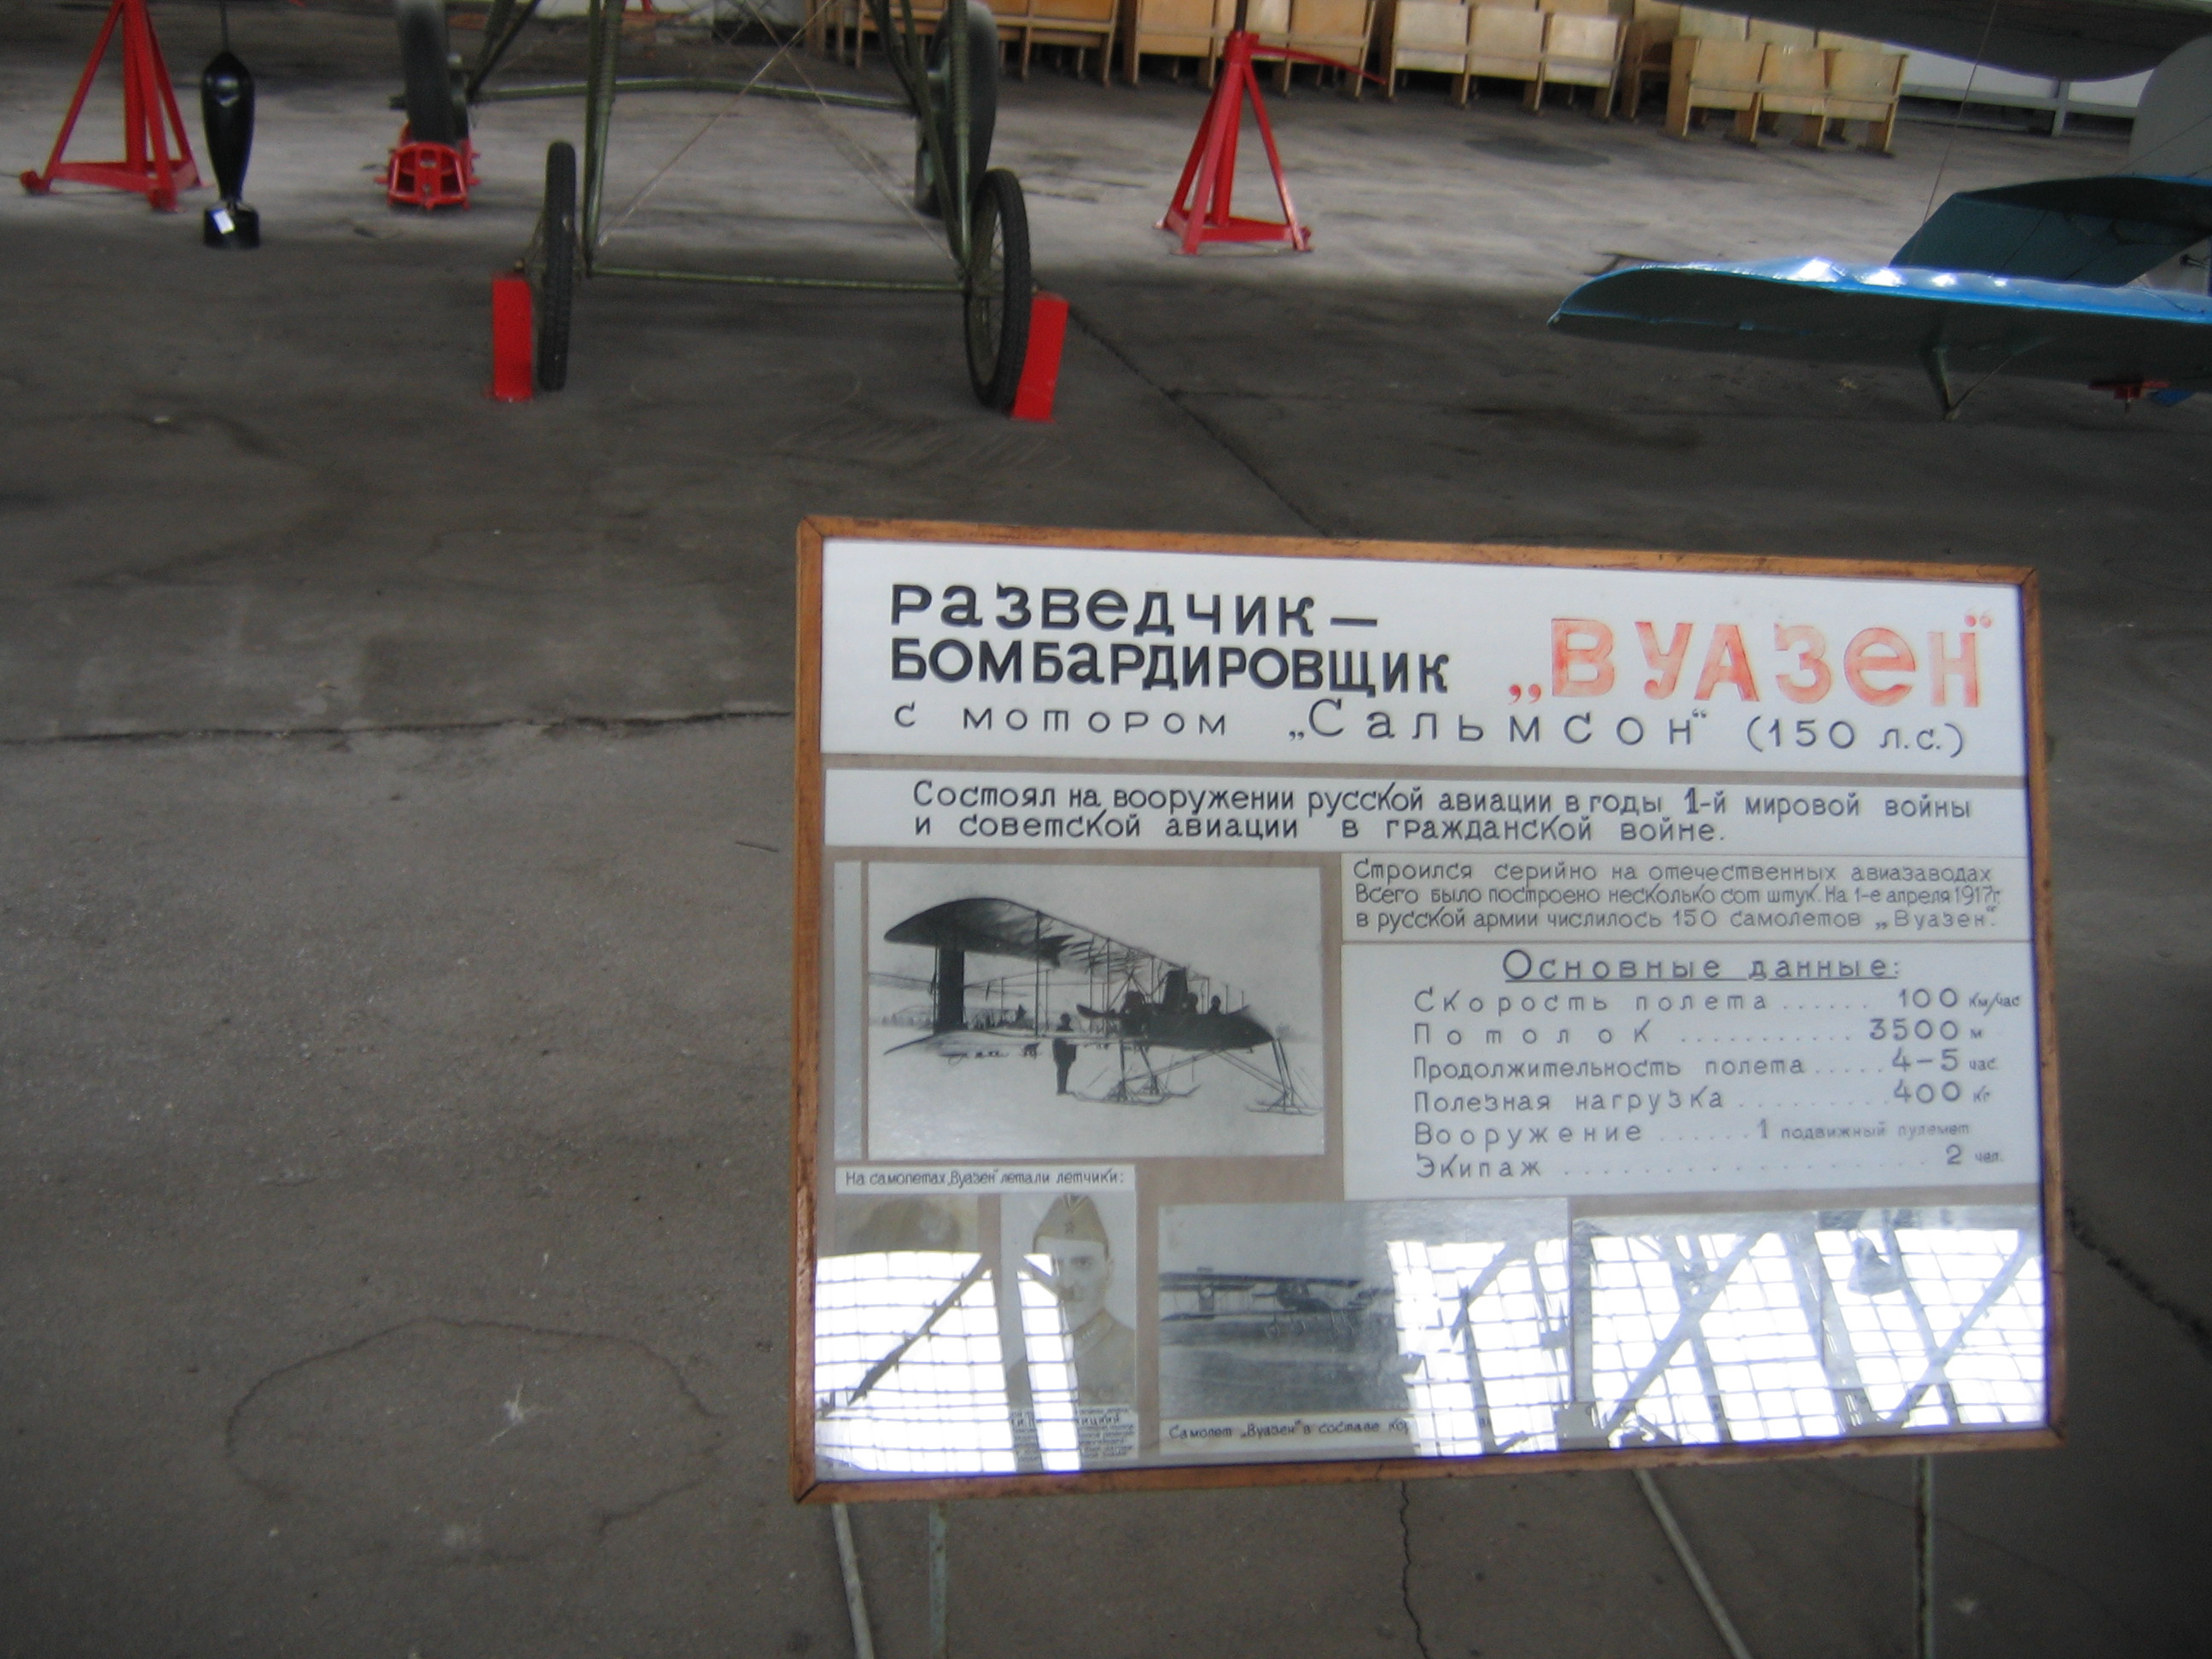 Разведчик —
Бомбардировщик „Вуазен“
с мотором „Сальмсон“ (150 л.с.)
Состоял на вооружении русской авиации в годы 1-й мировой войны
и советской авиации в гражданской войне.
Строился серийно на отечественных авиазаводах
Всего было построено несколько сот штук. На 1-е апреля 1917г.
в русской армии числилось 150 самолетов „Вуазен“.
Основные данные:
Скорость полета ...... 100 км/час
Потолок ........... 3500 м
Продолжительность полета ..... 4-5 час
Полезная нагрузка ......... 400 кг
Вооружение ...... 1 подвижный пулемет
Экипаж .............. 2 чел.
На самолетах „Вуазен“ летали летчики:
Самолет „Вуазен“ в составе